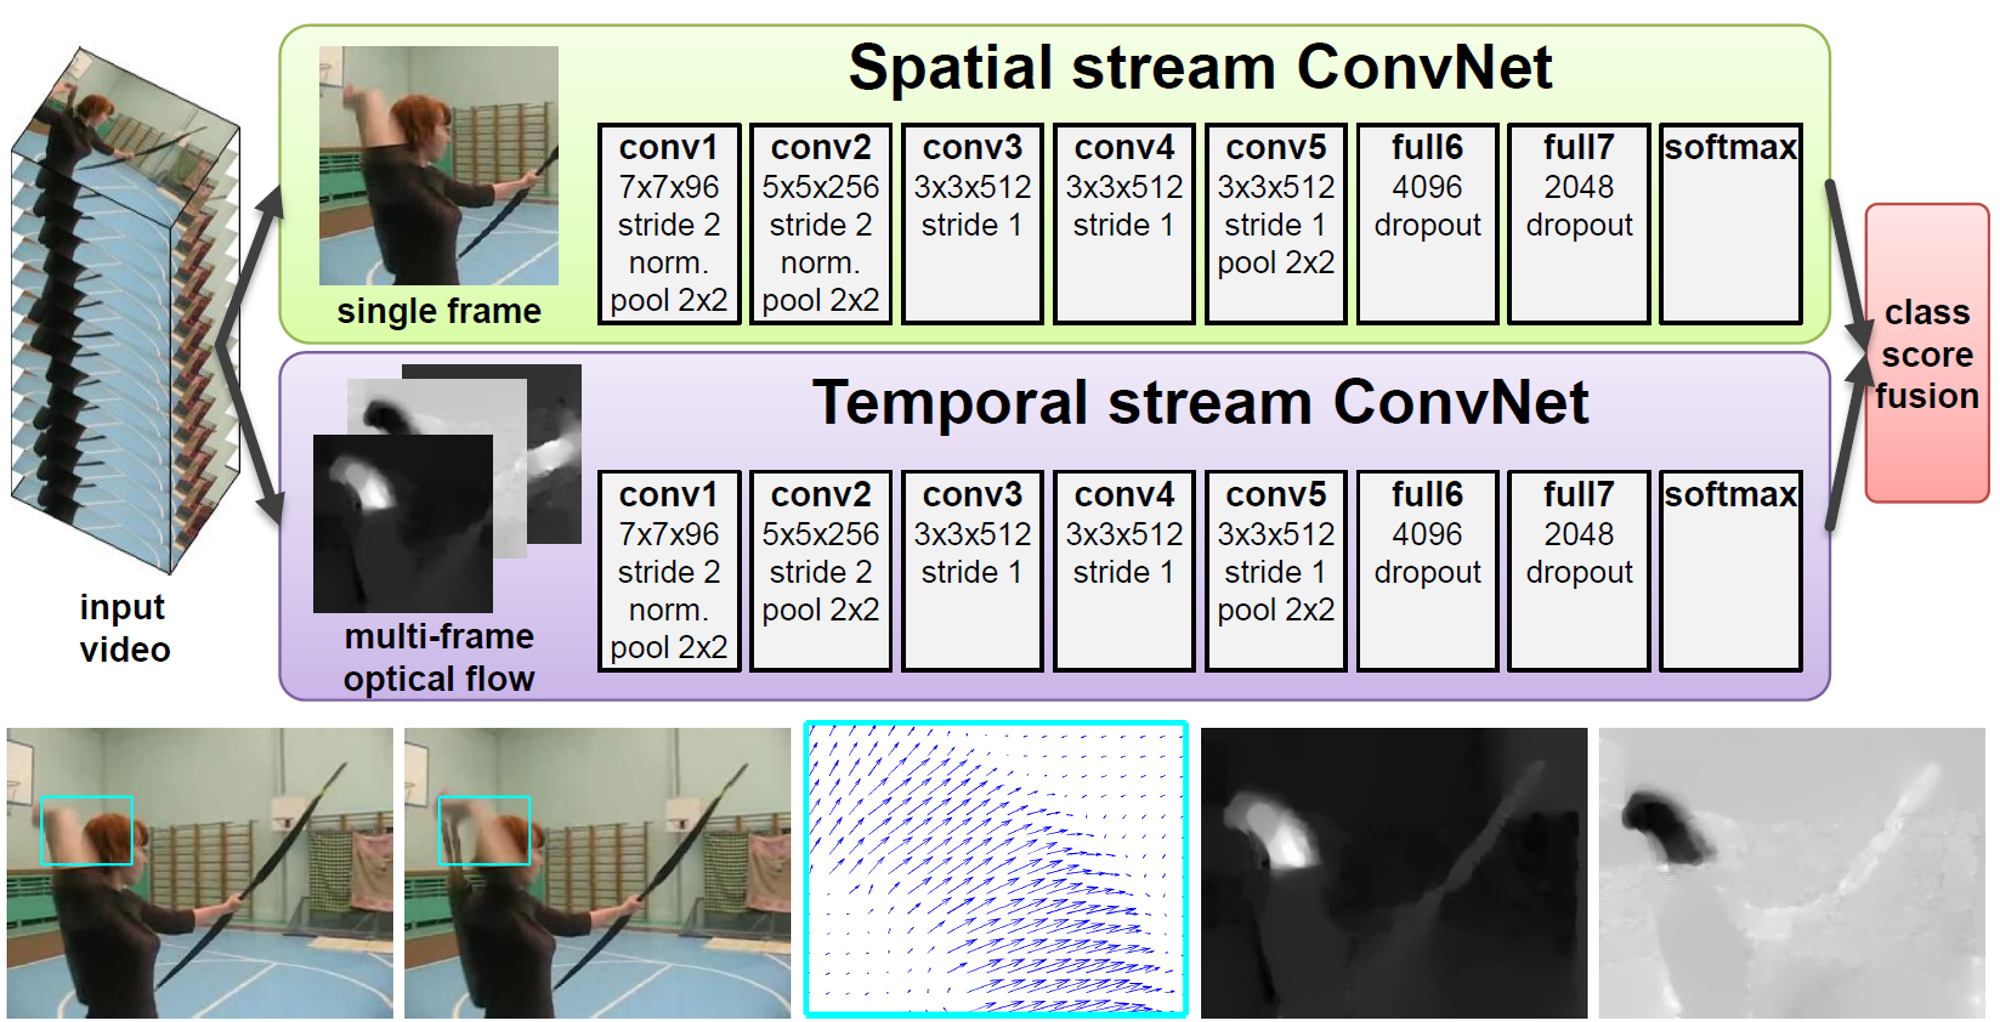 Spatial stream ConvNet
single frame
conv1
7x7x96
stride 2
norm.
pool 2x2
conv2
5x5x256
stride 2
norm.
pool 2x2
conv3
3x3x512
stride 1
conv4
3x3x512
stride 1
conv5
3x3x512
stride 1
pool 2x2
full6
4096
dropout
full7
2048
dropout
softmax
Temporal stream ConvNet
multi-frame
optical flow
conv1
7x7x96
stride 2
norm.
pool 2x2
conv2
5x5x256
stride 2
pool 2x2
conv3
3x3x512
stride 1
conv4
3x3x512
stride 1
conv5
3x3x512
stride 1
pool 2x2
full6
4096
dropout
full7
2048
dropout
softmax
class
score
fusion
input
video